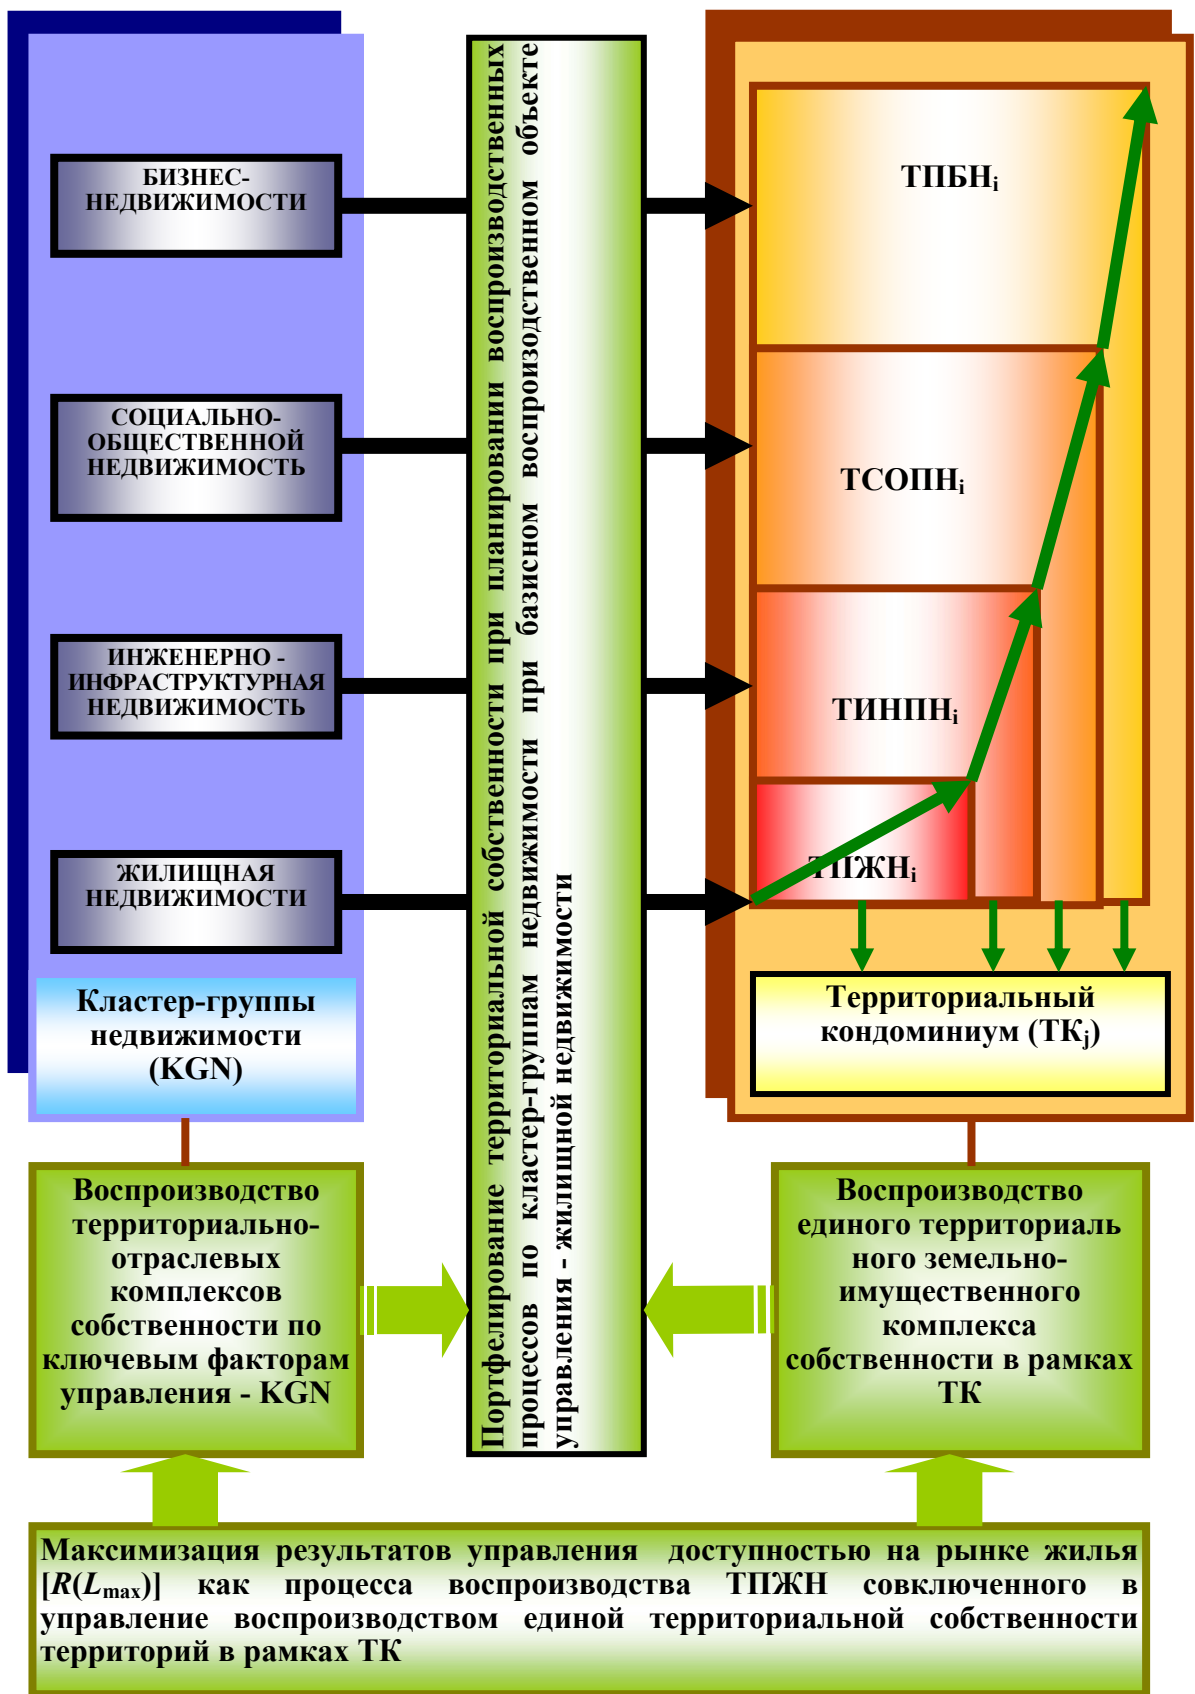 БИЗНЕС-
НЕДВИЖИМОСТИ
СОЦИАЛЬНО-
ОБЩЕСТВЕННОЙ
НЕДВИЖИМОСТЬ
ИНЖЕНЕРНО -
ИНФРАСТРУКТУРНАЯ
НЕДВИЖИМОСТЬ
ЖИЛИЩНАЯ
НЕДВИЖИМОСТИ
Кластер-группы
недвижимости
(KGN)
Портфелирование территориальной собственности при планировании воспроизводственных
процессов по кластер-группам недвижимости при базисном воспроизводственном объекте
управления - жилищной недвижимости
ТПБНi
ТСОПНi
ТИНПНi
ТПЖНi
Территориальный
кондоминиум (ТКj)
Воспроизводство
территориально-
отраслевых
комплексов
собственности по
ключевым факторам
управления - KGN
Воспроизводство
единого территориаль
ного земельно-
имущественного
комплекса
собственности в рамках
ТК
Максимизация результатов управления доступностью на рынке жилья
[R(Lmax)] как процесса воспроизводства ТПЖН совключенного в
управление воспроизводством единой территориальной собственности
территорий в рамках ТК